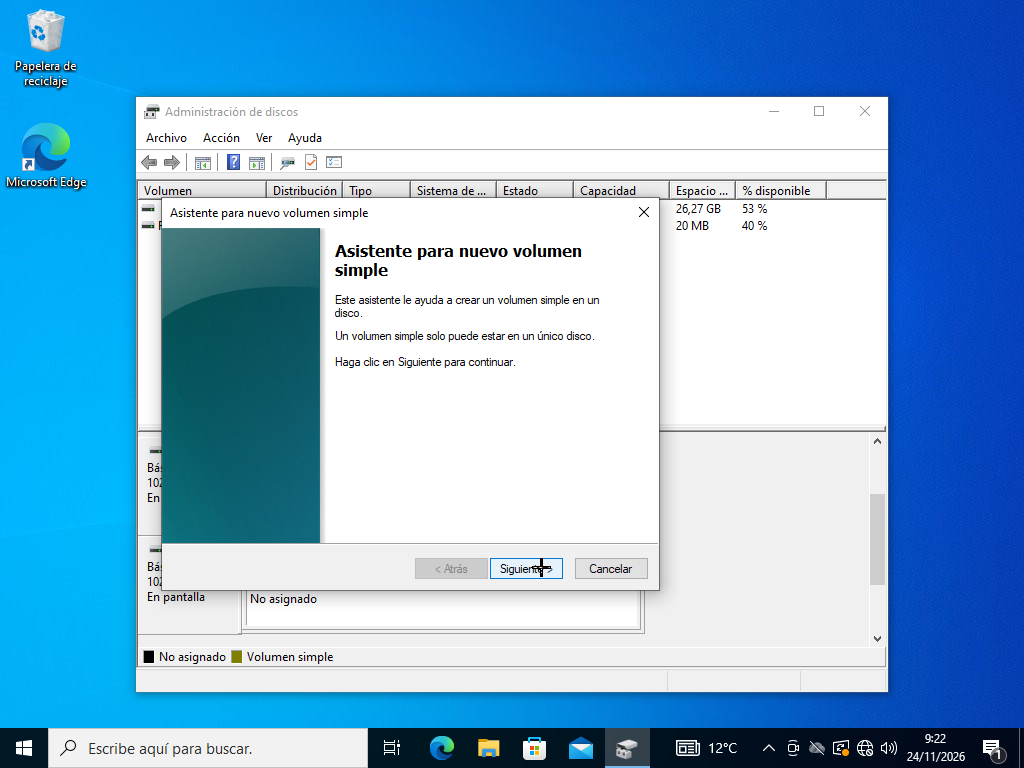 Papelera de
reciclaje
Microsoft Edge
Administración de discos
Archivo Acción Ver Ayuda
Volumen Distribución Tipo Sistema de ... Estado Capacidad Espacio ... % disponible
26,27 GB 53 %
20 MB 40 %
Asistente para nuevo volumen simple
Asistente para nuevo volumen
simple
Este asistente le ayuda a crear un volumen simple en un
disco.
Un volumen simple solo puede estar en un único disco.
Haga clic en Siguiente para continuar.
< Atrás Siguiente > Cancelar
En pantalla
No asignado
No asignado Volumen simple
Escribe aquí para buscar.
12°C
9:22
24/11/2026
1